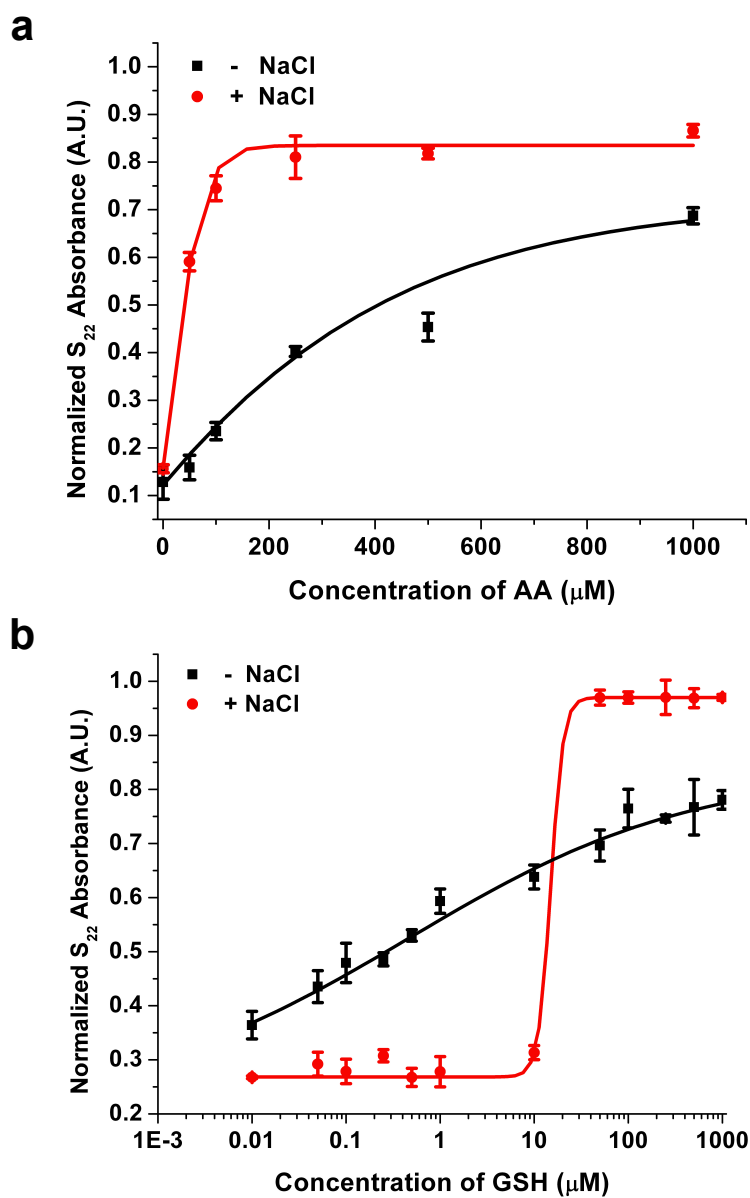 a
Normalized S22 Absorbance (A.U.)
1.0
0.9
0.8
0.7
0.6
0.5
0.4
0.3
0.2
0.1
- NaCl
+ NaCl
0 200 400 600 800 1000
Concentration of AA (μM)
b
Normalized S22 Absorbance (A.U.)
1.0
0.9
0.8
0.7
0.6
0.5
0.4
0.3
0.2
- NaCl
+ NaCl
1E-3 0.01 0.1 1 10 100 1000
Concentration of GSH (μM)